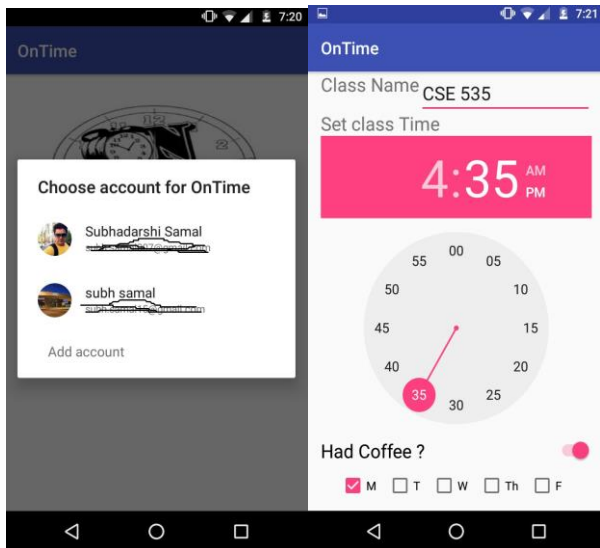 7:20
OnTime
12
2
Choose account for OnTime
Subhadarshi Samal
subh samal
Add account
7:21
OnTime
Class Name CSE 535
Set class Time
4:35 AM
PM
00
55 05
50 10
45 15
40 20
35 25
30
Had Coffee ?
M T W Th F